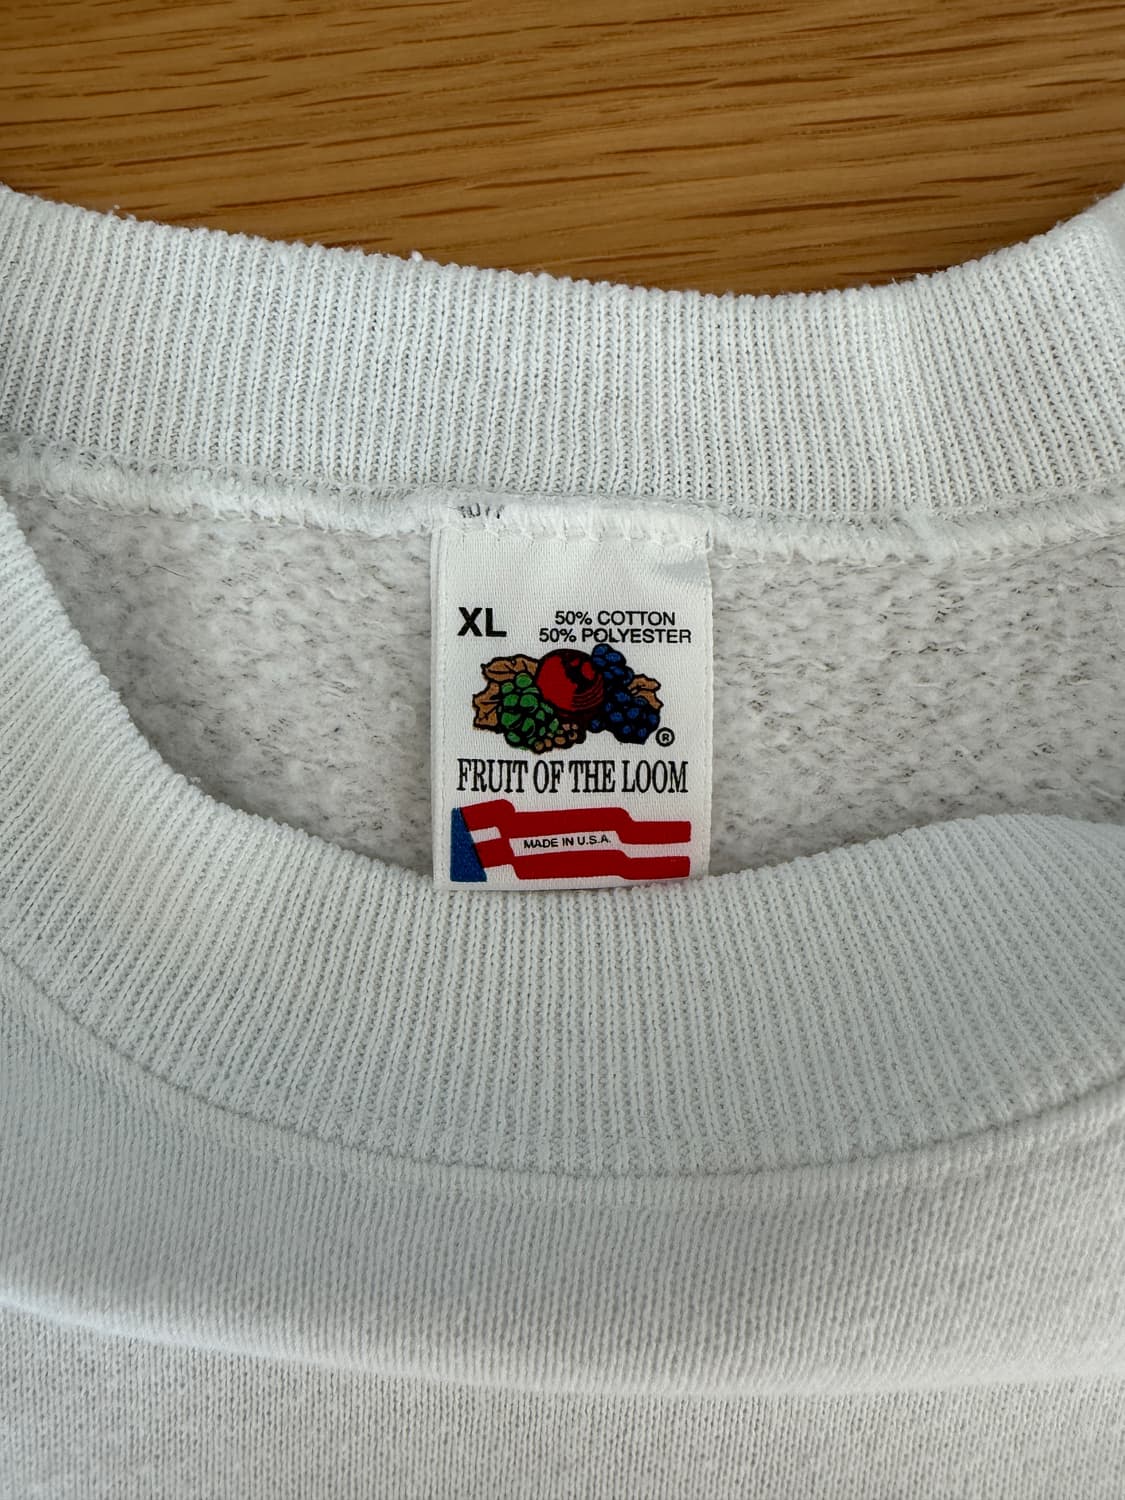 XL
50% COTTON
50% POLYESTER
®
FRUIT OF THE LOOM
MADE IN U.S.A.